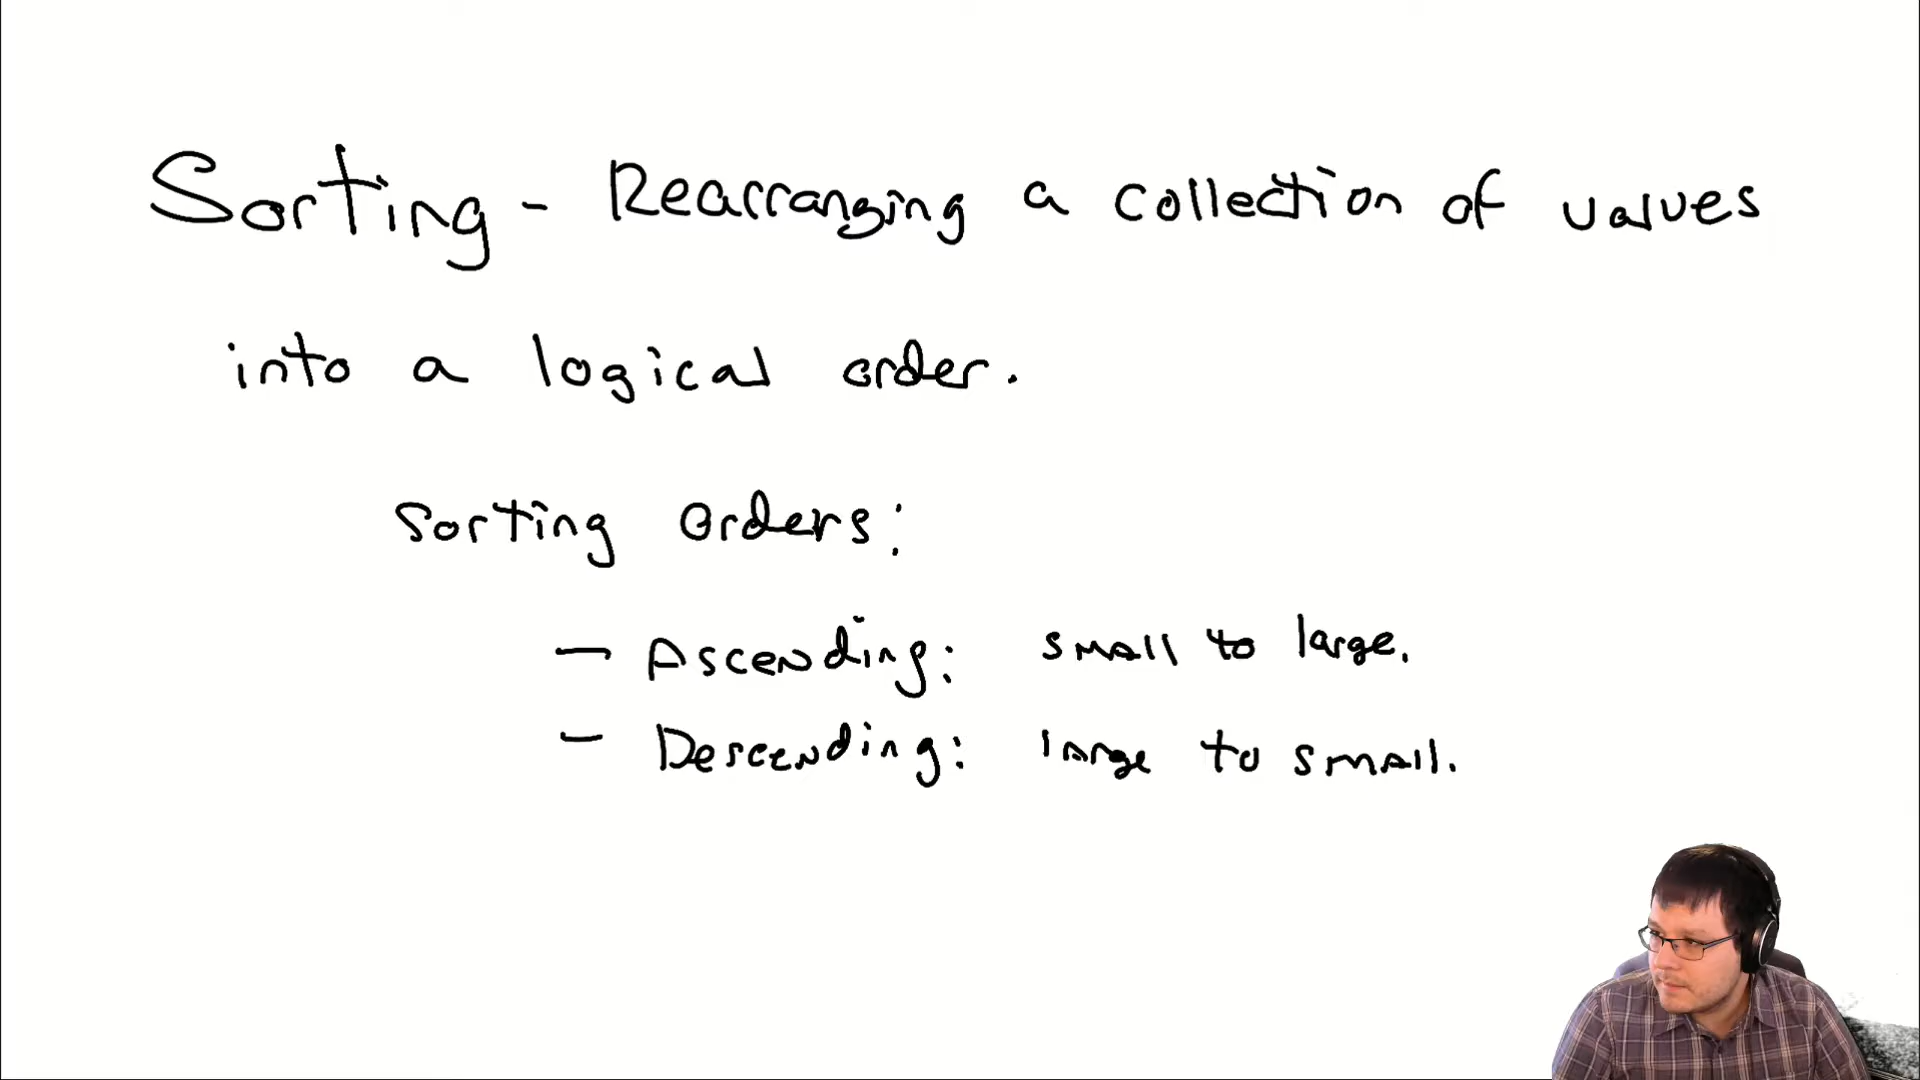 Sorting - Rearranging a collection of values
into a logical order.
Sorting Orders:
- Ascending: small to large.
- Descending: large to small.